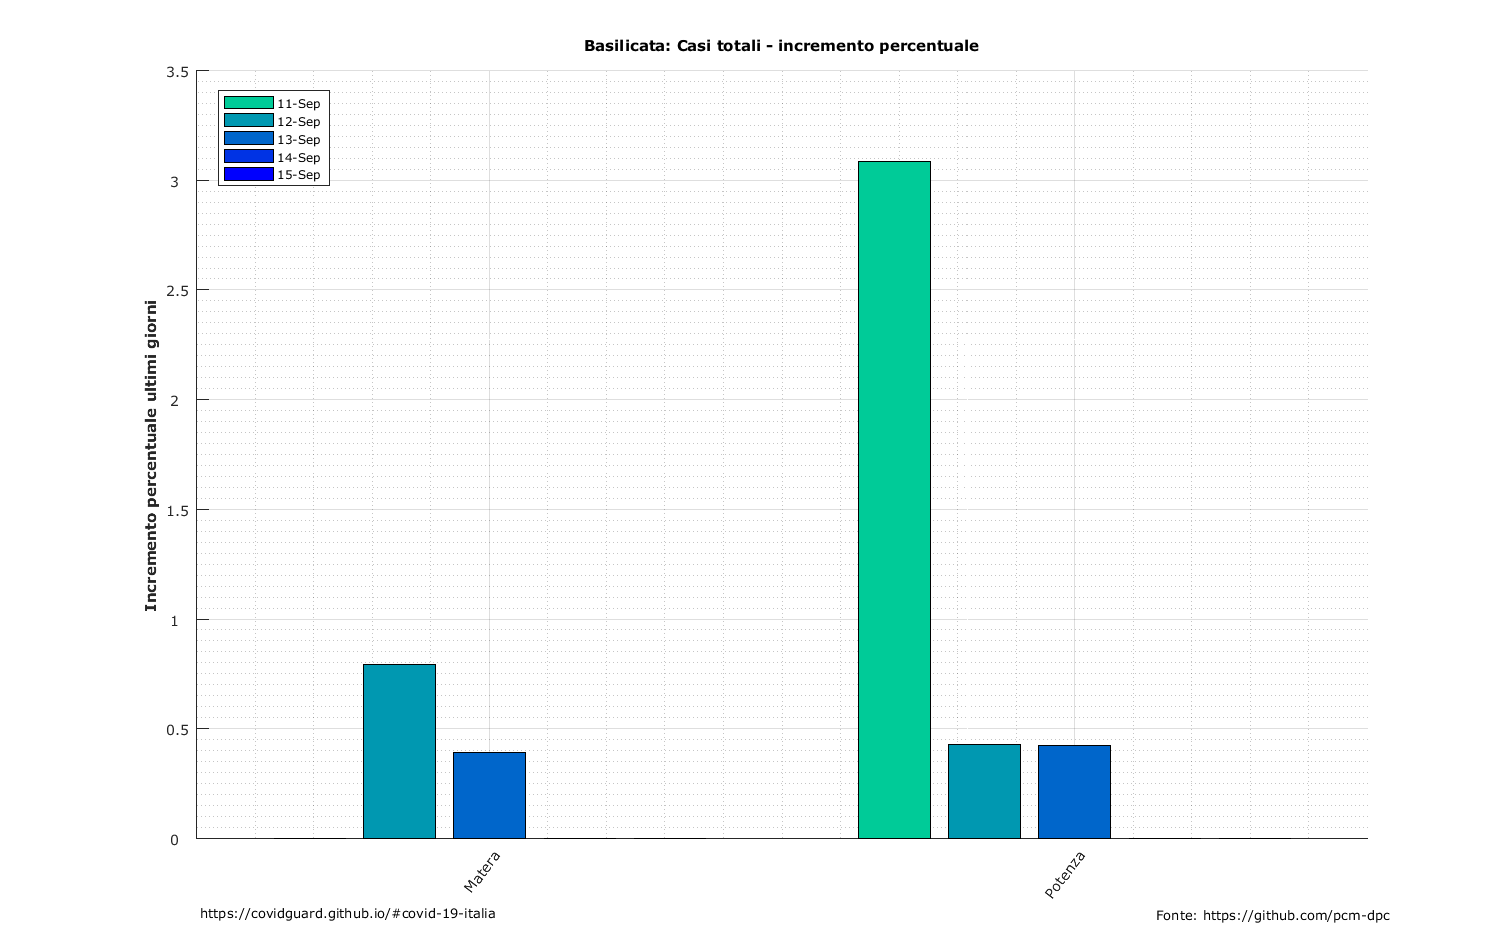 Basilicata: Casi totali - incremento percentuale
3.5
3
2.5
2
1.5
1
0.5
0
11-Sep
12-Sep
13-Sep
14-Sep
15-Sep
Incremento percentuale ultimi giorni
Matera
Potenza
https://covidguard.github.io/#covid-19-italia
Fonte: https://github.com/pcm-dpc